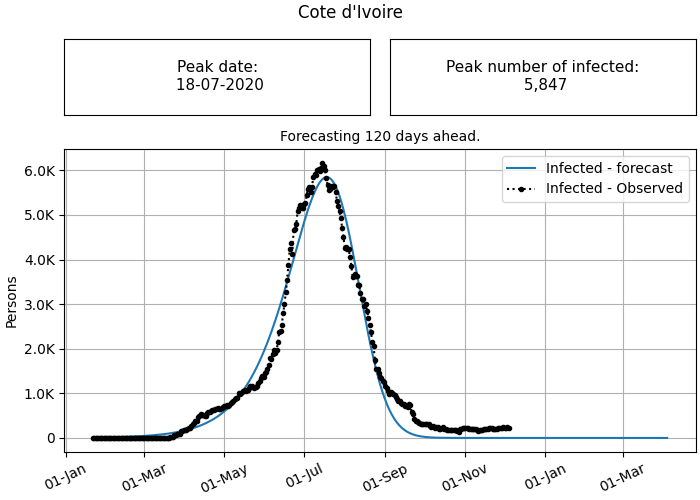 Cote d'Ivoire
Peak date:
18-07-2020
Peak number of infected:
5,847
Forecasting 120 days ahead.
Infected - forecast
Infected - Observed
6.0K
5.0K
4.0K
3.0K
2.0K
1.0K
0
Persons
01-Jan
01-Mar
01-May
01-Jul
01-Sep
01-Nov
01-Jan
01-Mar